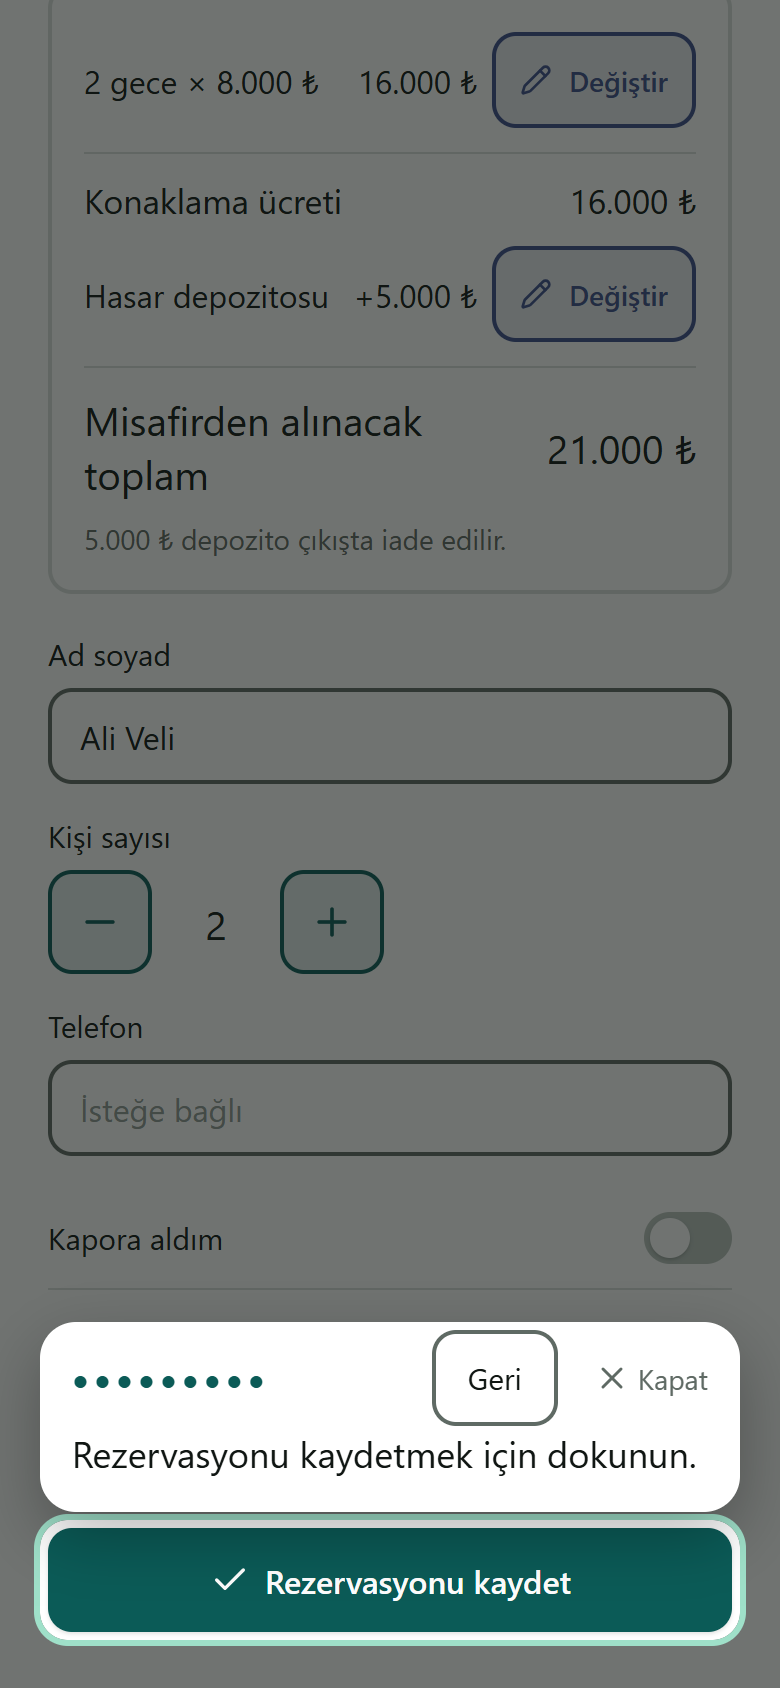 2 gece × 8.000 ₺ 16.000 ₺ Değiştir
Konaklama ücreti 16.000 ₺
Hasar depozitosu +5.000 ₺ Değiştir
Misafirden alınacak
toplam 21.000 ₺
5.000 ₺ depozito çıkışta iade edilir.
Ad soyad
Ali Veli
Kişi sayısı
− 2 +
Telefon
İsteğe bağlı
Kapora aldım
Geri Kapat
Rezervasyonu kaydetmek için dokunun.
Rezervasyonu kaydet